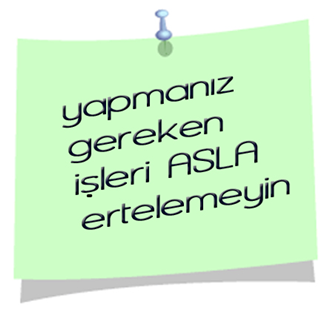 yapmanız
gereken
işleri ASLA
ertelemeyin